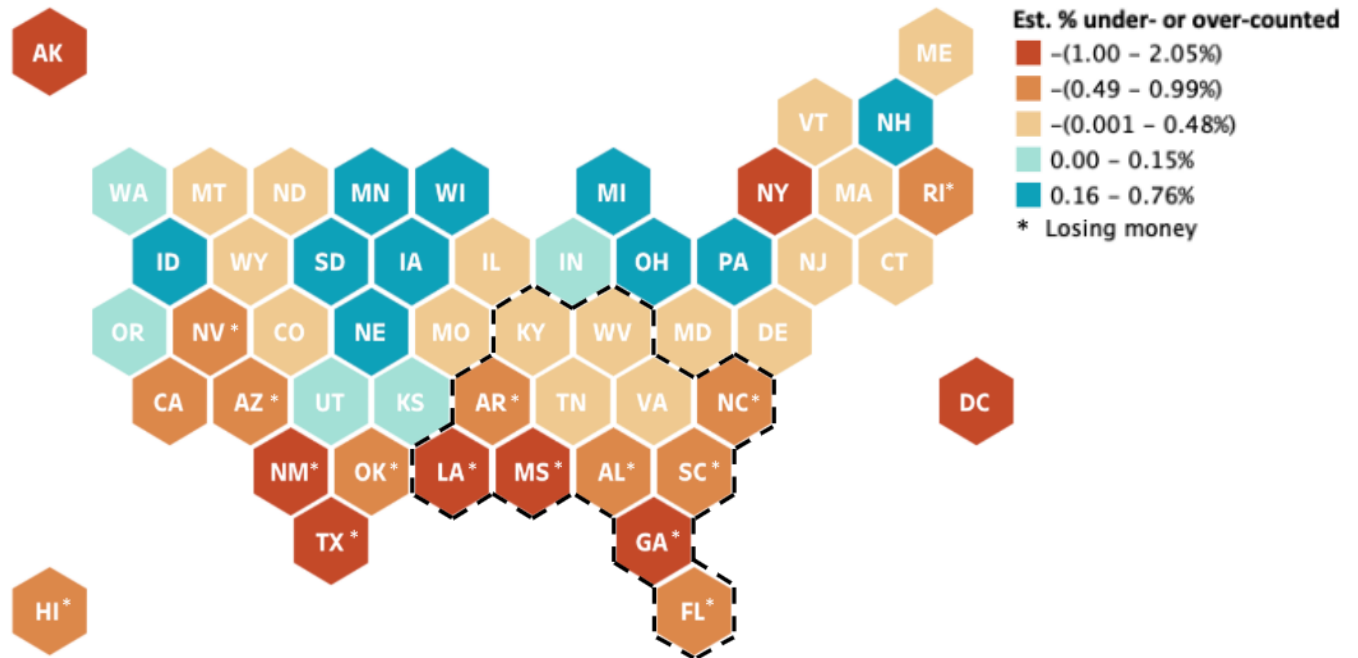 Est. % under- or over-counted
-(1.00 – 2.05%)
-(0.49 – 0.99%)
-(0.001 – 0.48%)
0.00 – 0.15%
0.16 – 0.76%
* Losing money
AK ME
VT NH
WA MT ND MN WI MI NY MA RI*
ID WY SD IA IL IN OH PA NJ CT
OR NV* CO NE MO KY WV MD DE
CA AZ* UT KS AR* TN VA NC* DC
NM* OK* LA* MS* AL* SC*
TX* GA*
HI* FL*